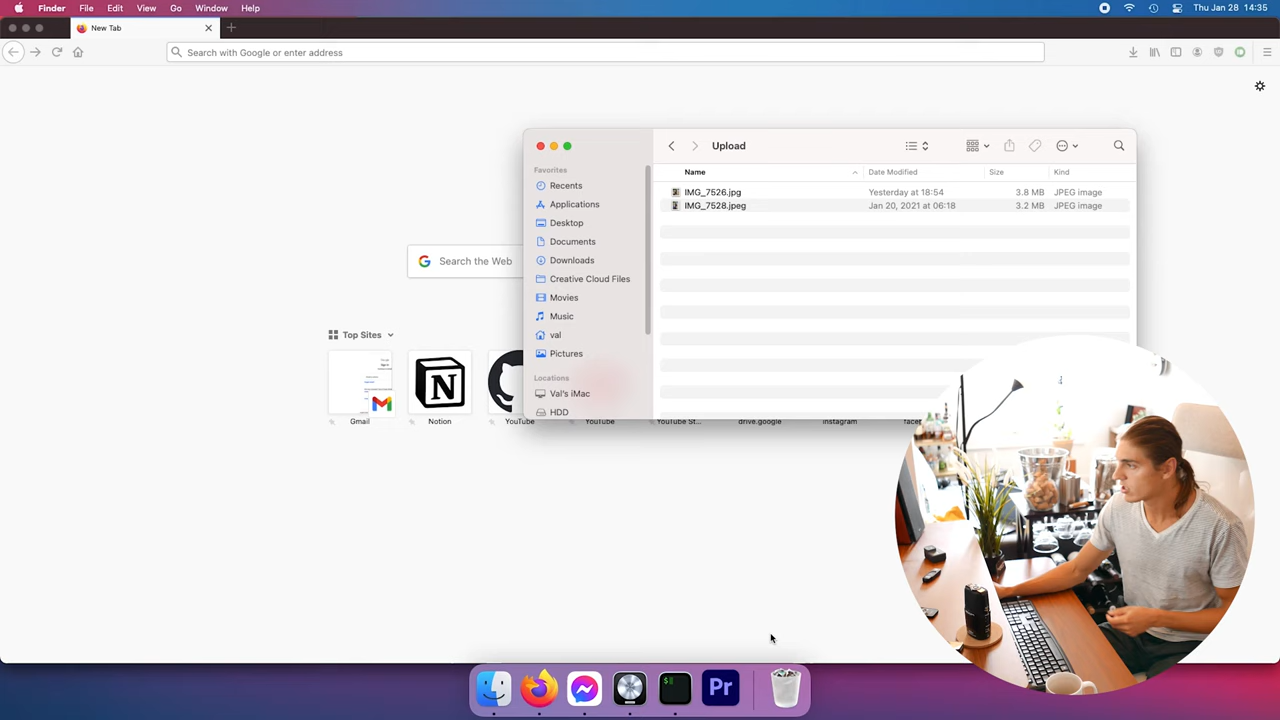 Finder File Edit View Go Window Help Thu Jan 28 14:35
New Tab
Search with Google or enter address
Upload
Favorites
Name Date Modified Size Kind
Recents
IMG_7526.jpg Yesterday at 18:54 3.8 MB JPEG image
Applications
IMG_7528.jpeg Jan 20, 2021 at 06:18 3.2 MB JPEG image
Desktop
Documents
Downloads
Search the Web
Creative Cloud Files
Movies
Music
Top Sites
val
Pictures
Locations
Val's iMac
HDD
Gmail Notion YouTube YouTube YouTube St... drive.google instagram
Pr